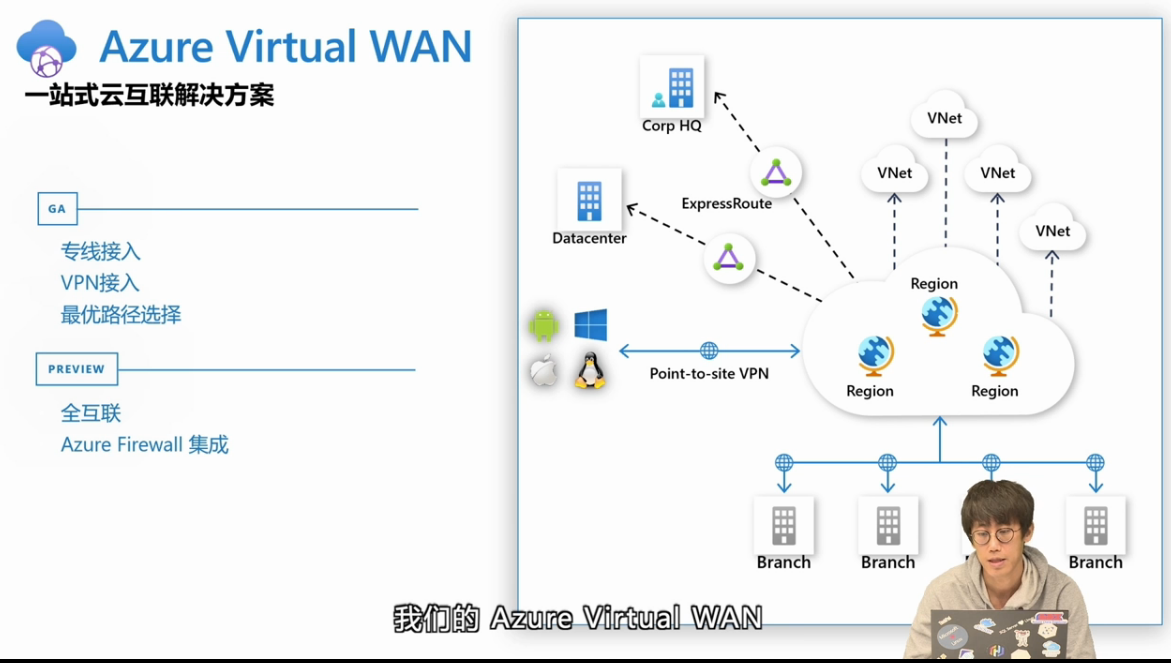 Azure Virtual WAN
一站式云互联解决方案
GA
专线接入
VPN接入
最优路径选择
PREVIEW
全互联
Azure Firewall 集成
Corp HQ
ExpressRoute
Datacenter
Point-to-site VPN
VNet
VNet
VNet
VNet
Region
Region
Region
Branch
Branch
Branch
我们的 Azure Virtual WAN